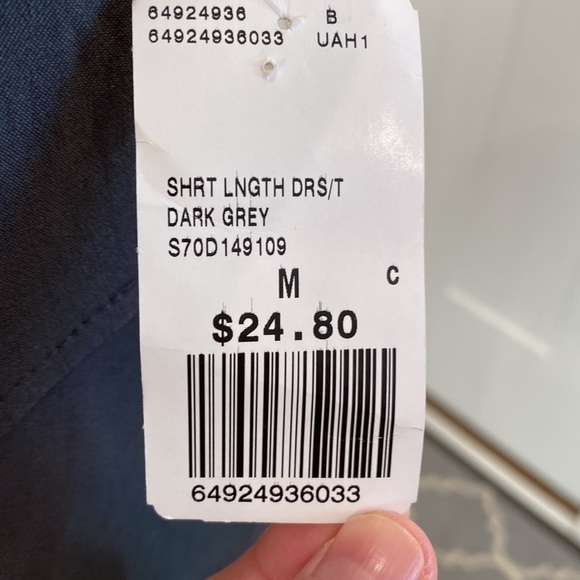 64924936 B
64924936033 UAH1
SHRT LNGTH DRS/T
DARK GREY
S70D149109
M C
$24.80
64924936033